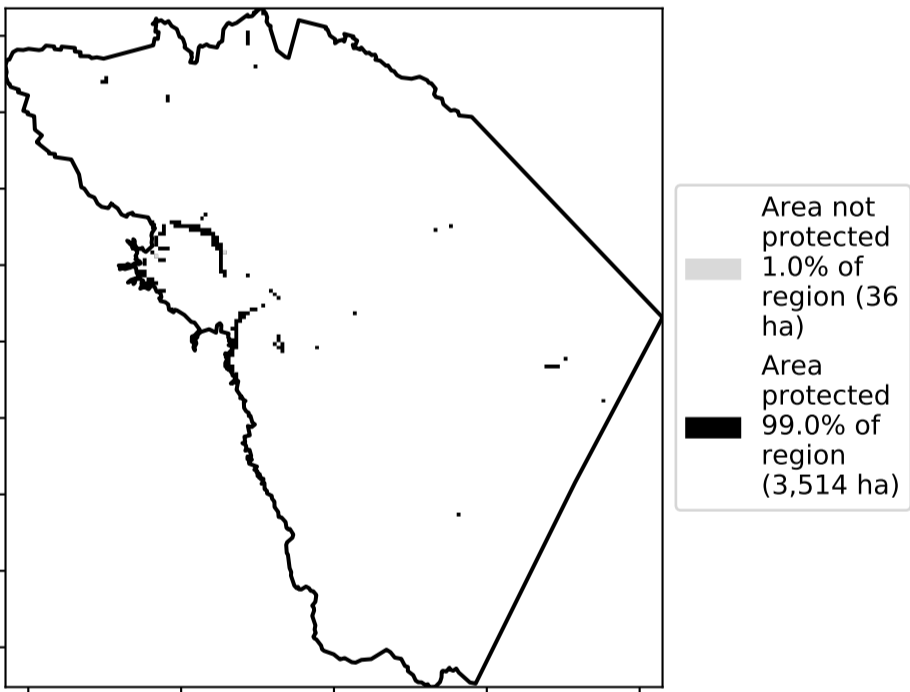 Area not
protected
1.0% of
region (36
ha)
Area
protected
99.0% of
region
(3,514 ha)